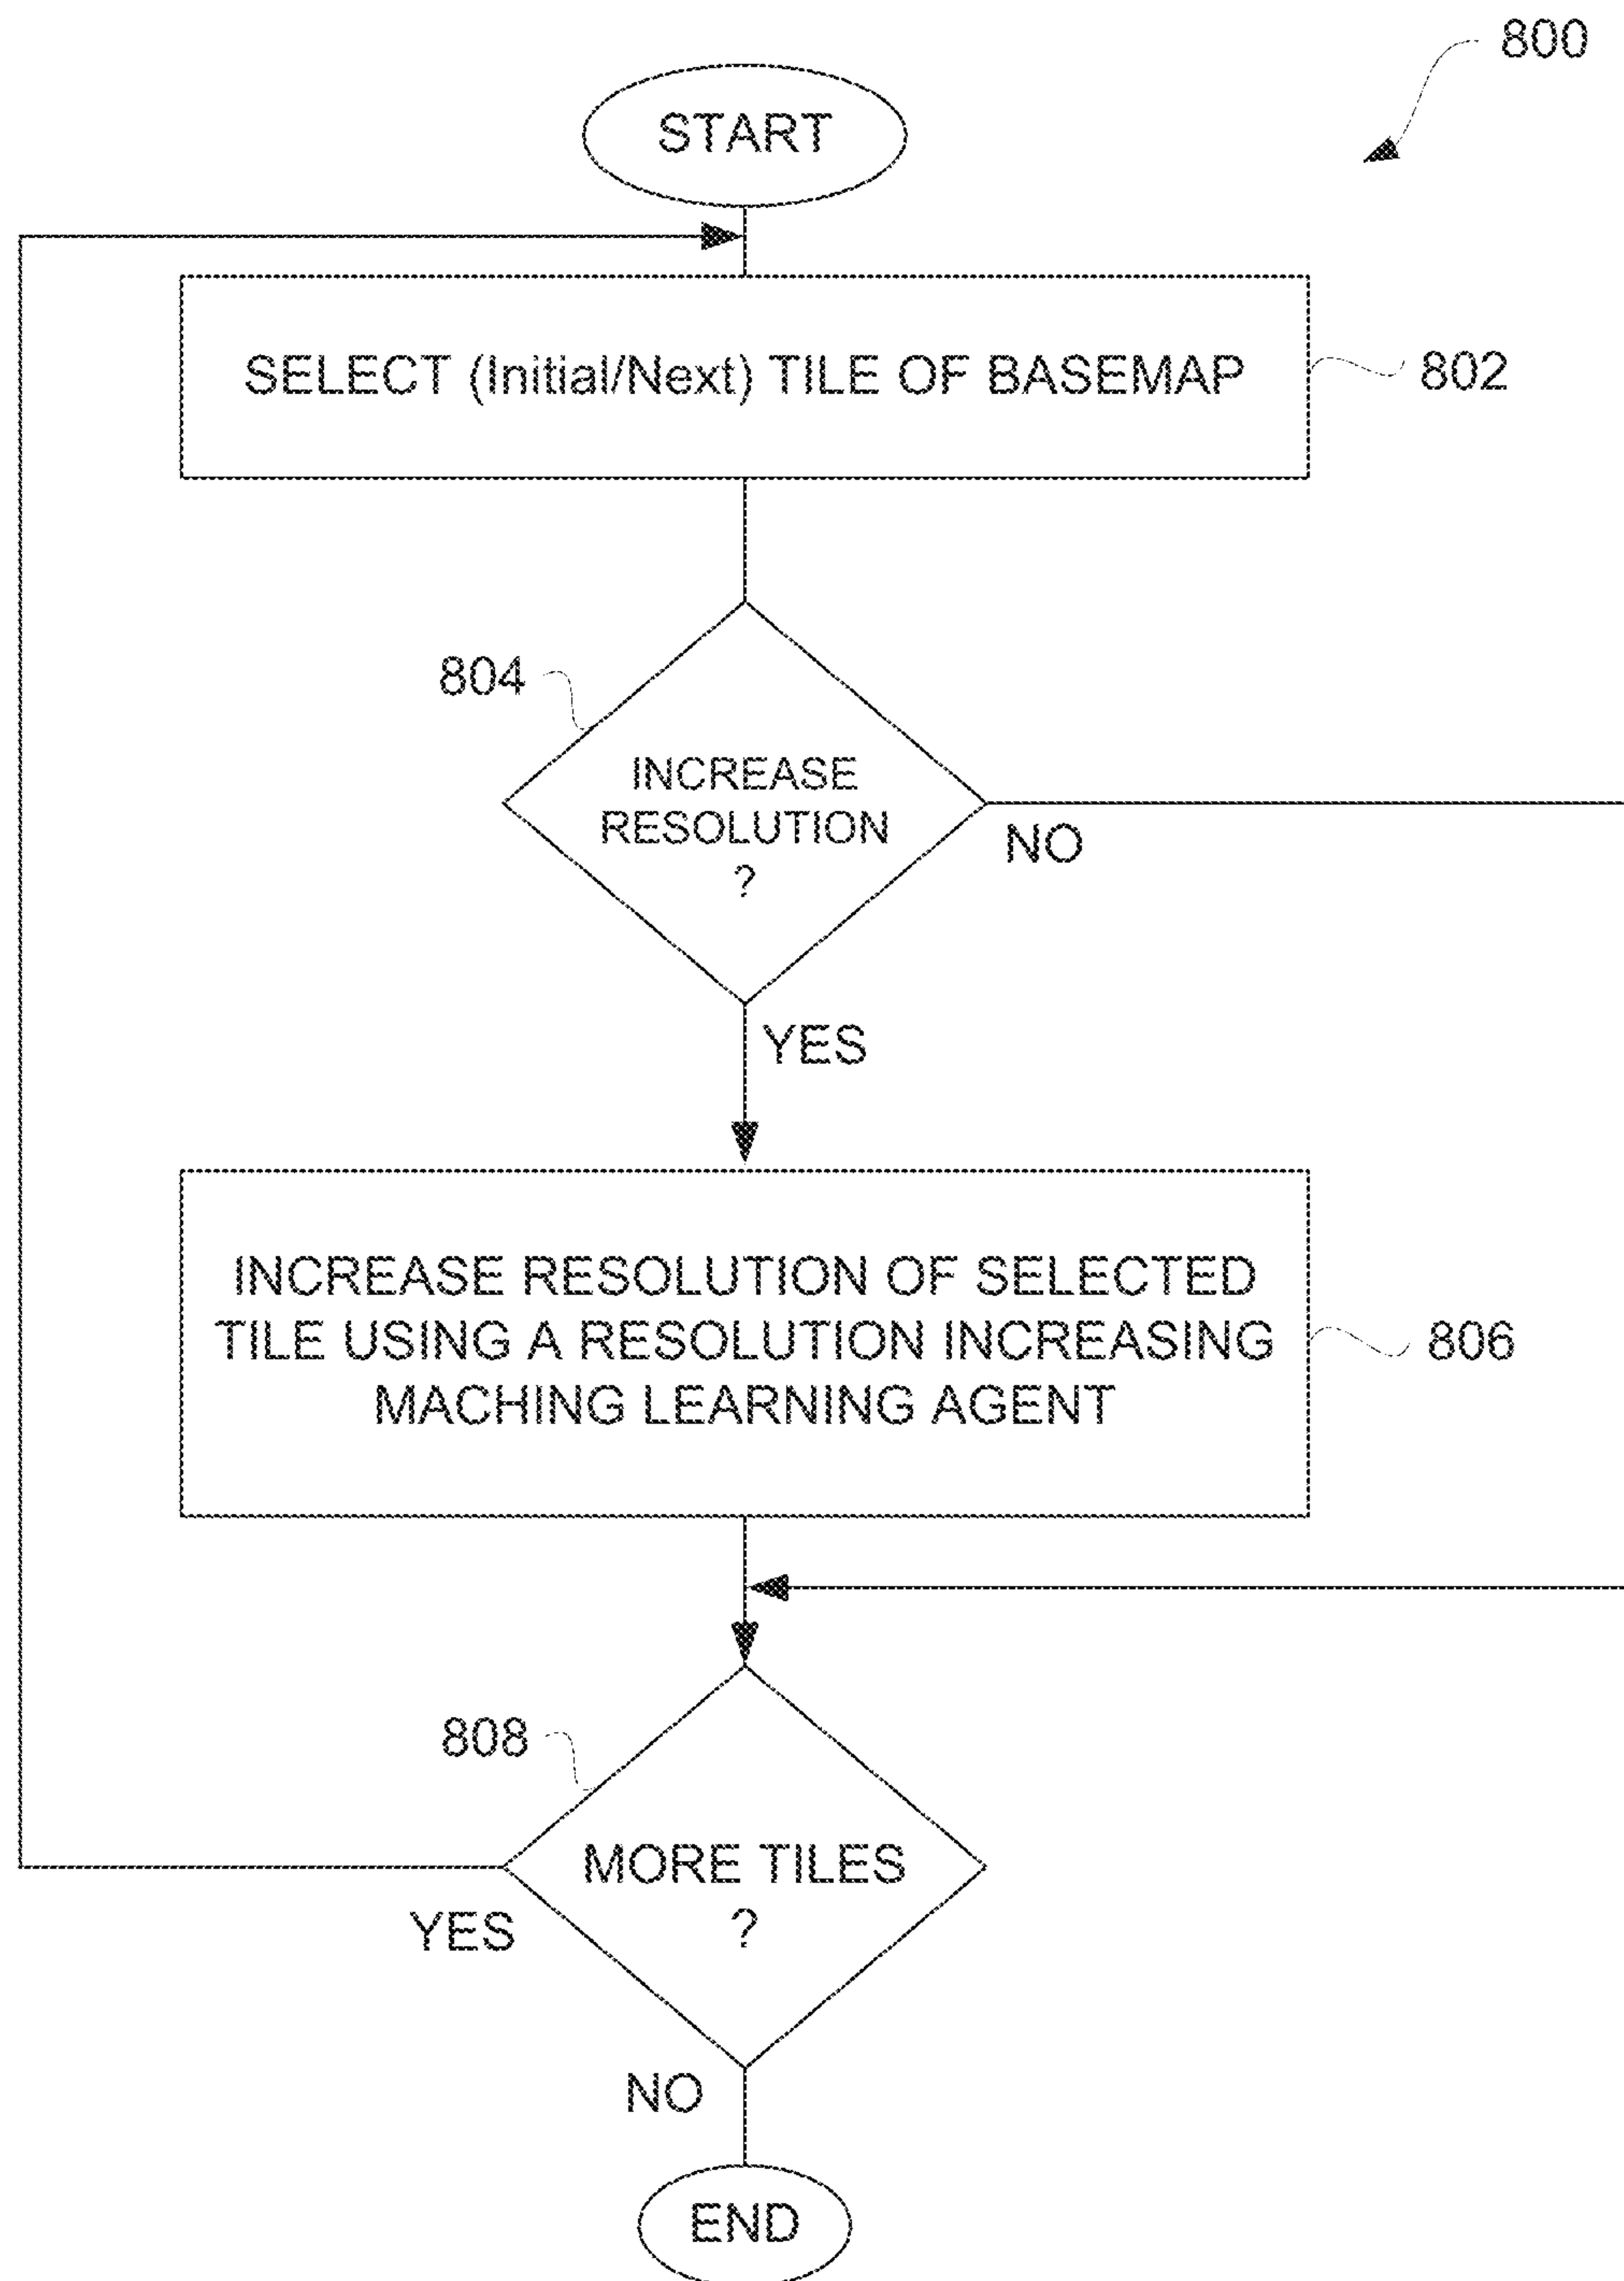 800
START
SELECT (Initial/Next) TILE OF BASEMAP
802
804
INCREASE
RESOLUTION
?
NO
YES
INCREASE RESOLUTION OF SELECTED
TILE USING A RESOLUTION INCREASING
MACHING LEARNING AGENT
806
808
MORE TILES
?
YES
NO
END